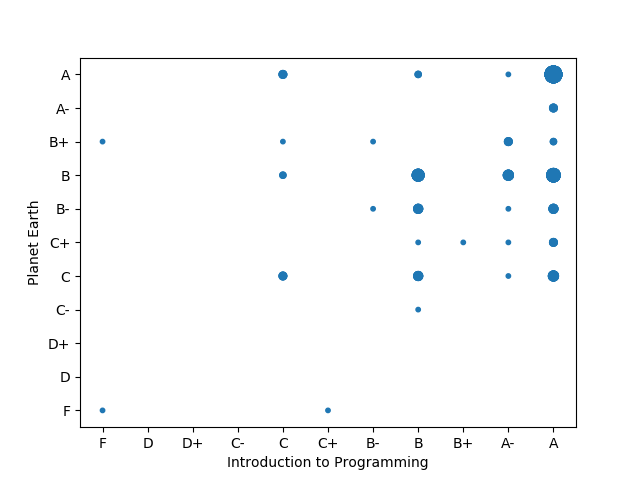 A
A-
B+
B
B-
C+
C
C-
D+
D
F
Planet Earth
F D D+ C- C C+ B- B B+ A- A
Introduction to Programming